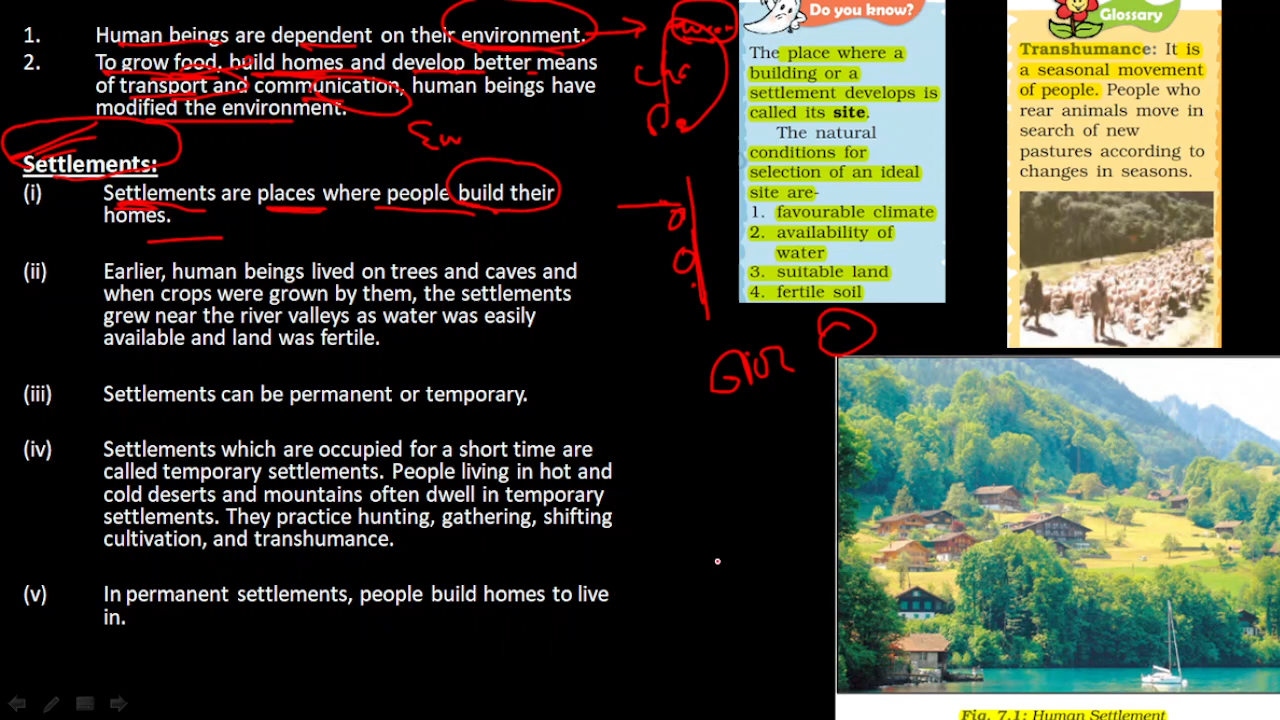 1. Human beings are dependent on their environment.
2. To grow food, build homes and develop better means
of transport and communication, human beings have
modified the environment.
Settlements:
(i) Settlements are places where people build their
homes.
(ii) Earlier, human beings lived on trees and caves and
when crops were grown by them, the settlements
grew near the river valleys as water was easily
available and land was fertile.
(iii) Settlements can be permanent or temporary.
(iv) Settlements which are occupied for a short time are
called temporary settlements. People living in hot and
cold deserts and mountains often dwell in temporary
settlements. They practice hunting, gathering, shifting
cultivation, and transhumance.
(v) In permanent settlements, people build homes to live
in.
Do you know?
The place where a
building or a
settlement develops is
called its site.
The natural
conditions for
selection of an ideal
site are-
1. favourable climate
2. availability of
water
3. suitable land
4. fertile soil
Glossary
Transhumance: It is
a seasonal movement
of people. People who
rear animals move in
search of new
pastures according to
changes in seasons.
Fig. 7.1: Human Settlement